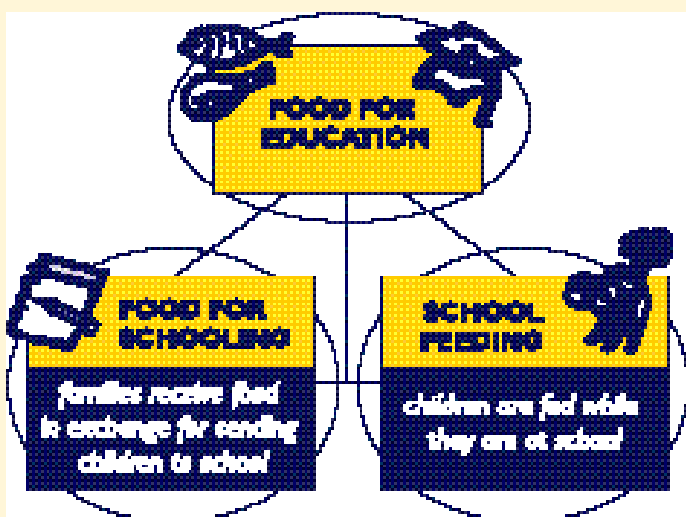 FOOD FOR
EDUCATION
FOOD FOR
SCHOOLING
families receive food
in exchange for sending
children to school
SCHOOL
FEEDING
children are fed while
they are at school